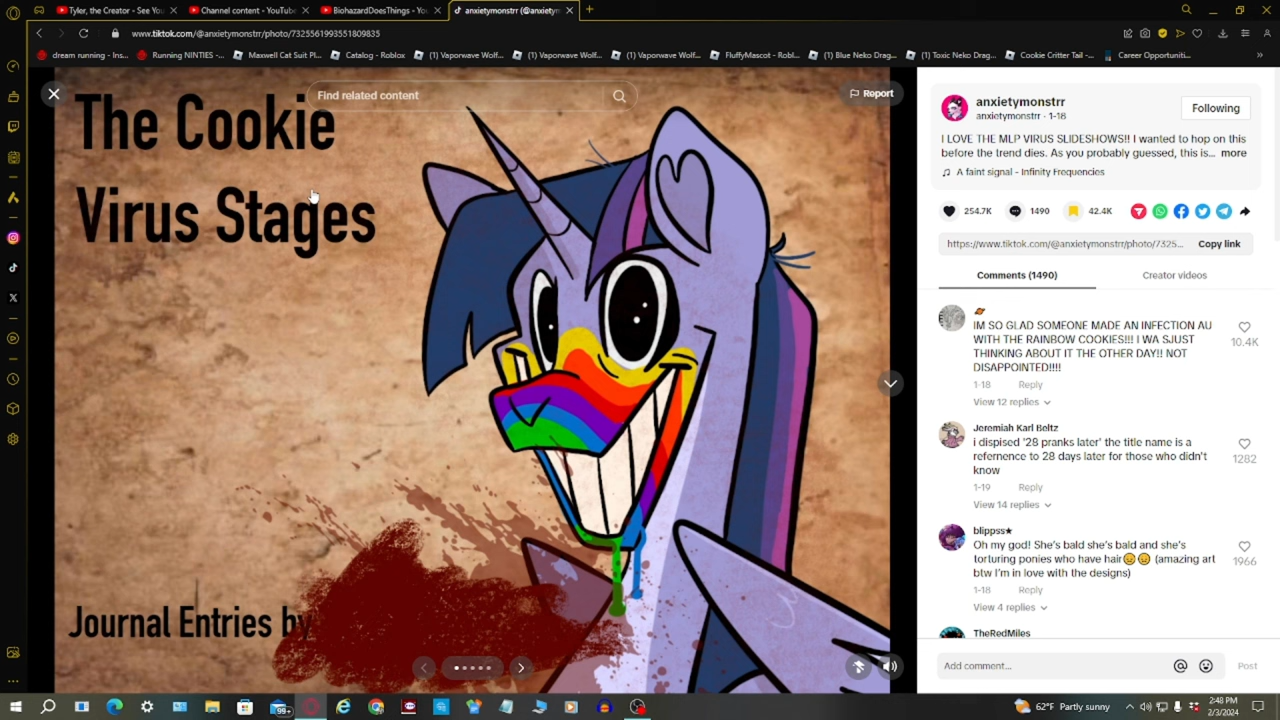 Tyler, the Creator - See You
Channel content - YouTube
BiohazardDoesThings - You
anxietymonstrr (@anxietym
www.tiktok.com/@anxietymonstrr/photo/7325561993551809835
dream running - Ins...
Running NINTIES -...
Maxwell Cat Suit Pl...
Catalog - Roblox
(1) Vaporwave Wolf...
(1) Vaporwave Wolf...
(1) Vaporwave Wolf...
FluffyMascot - Robl...
(1) Blue Neko Drag...
(1) Toxic Neko Drag...
Cookie Critter Tail -...
Career Opportuniti...
Find related content
Report
The Cookie
Virus Stages
Journal Entries by
anxietymonstrr
anxietymonstrr · 1-18
Following
I LOVE THE MLP VIRUS SLIDESHOWS!! I wanted to hop on this
before the trend dies. As you probably guessed, this is... more
A faint signal - Infinity Frequencies
254.7K
1490
42.4K
https://www.tiktok.com/@anxietymonstrr/photo/7325...
Copy link
Comments (1490)
Creator videos
IM SO GLAD SOMEONE MADE AN INFECTION AU
WITH THE RAINBOW COOKIES!!! I WA SJUST
THINKING ABOUT IT THE OTHER DAY!! NOT
DISAPPOINTED!!!!
10.4K
1-18 Reply
View 12 replies
Jeremiah Karl Beltz
i dispised '28 pranks later' the title name is a
refernence to 28 days later for those who didn't
know
1282
1-19 Reply
View 14 replies
blippss★
Oh my god! She's bald she's bald and she's
torturing ponies who have hair😥😥 (amazing art
btw I'm in love with the designs)
1966
1-18 Reply
View 4 replies
TheRedMiles
Add comment...
Post
99+
62°F Partly sunny
2:48 PM
2/3/2024